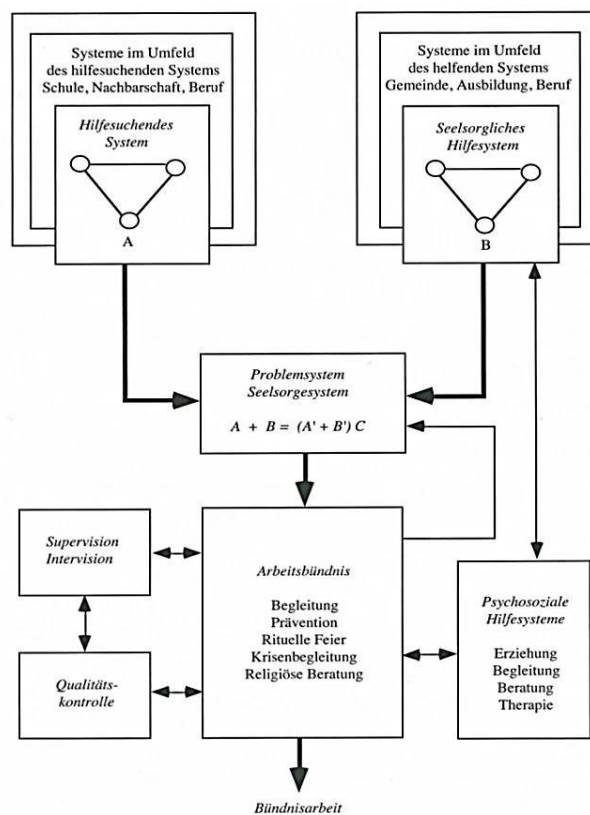 Systeme im Umfeld
des hilfesuchenden Systems
Schule, Nachbarschaft, Beruf
Hilfesuchendes
System
A
Systeme im Umfeld
des helfenden Systems
Gemeinde, Ausbildung, Beruf
Seelsorgliches
Hilfesystem
B
Problemsystem
Seelsorgesystem
A + B = (A' + B') C
Supervision
Intervision
Qualitäts-
kontrolle
Arbeitsbündnis
Begleitung
Prävention
Rituelle Feier
Krisenbegleitung
Religiöse Beratung
Psychosoziale
Hilfesysteme
Erziehung
Begleitung
Beratung
Therapie
Bündnisarbeit